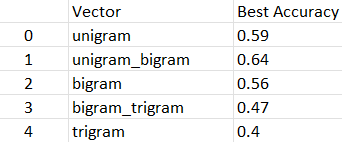 Vector Best Accuracy
0 unigram 0.59
1 unigram_bigram 0.64
2 bigram 0.56
3 bigram_trigram 0.47
4 trigram 0.4